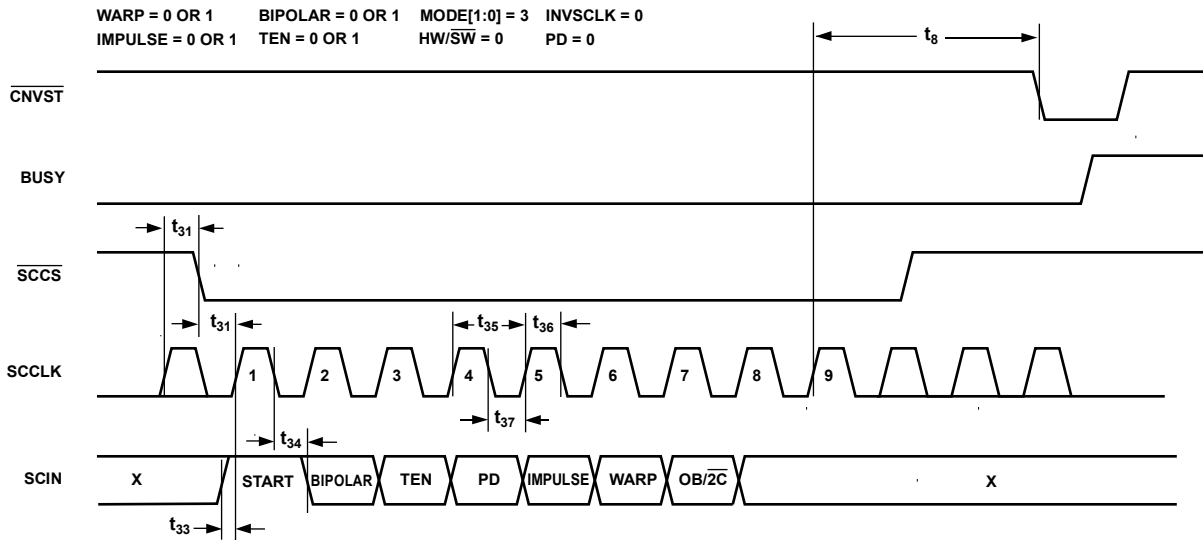 WARP = 0 OR 1 BIPOLAR = 0 OR 1 MODE[1:0] = 3 INVSCLK = 0
IMPULSE = 0 OR 1 TEN = 0 OR 1 HW/SW = 0 PD = 0
t8
CNVST
BUSY
t31
SCCS
t31 t35 t36
SCCLK 1 2 3 4 5 6 7 8 9
t37
t34
SCIN X START BIPOLAR TEN PD IMPULSE WARP OB/2C X
t33